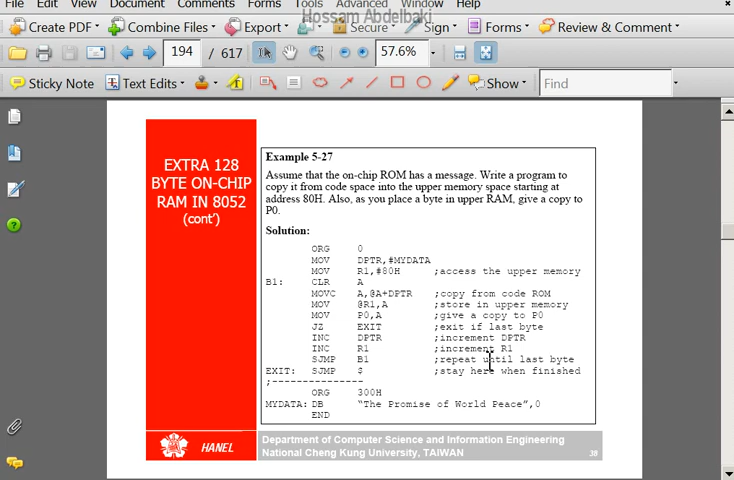 File Edit View Document Comments Forms Tools Advanced Window Help
Hossam Abdelbaki
Create PDF Combine Files Export Secure Sign Forms Review & Comment
194 / 617 57.6%
Sticky Note Text Edits Show Find
EXTRA 128
BYTE ON-CHIP
RAM IN 8052
(cont')
Example 5-27
Assume that the on-chip ROM has a message. Write a program to
copy it from code space into the upper memory space starting at
address 80H. Also, as you place a byte in upper RAM, give a copy to
P0.
Solution:
ORG 0
MOV DPTR,#MYDATA
MOV R1,#80H ;access the upper memory
B1: CLR A
MOVC A,@A+DPTR ;copy from code ROM
MOV @R1,A ;store in upper memory
MOV P0,A ;give a copy to P0
JZ EXIT ;exit if last byte
INC DPTR ;increment DPTR
INC R1 ;increment R1
SJMP B1 ;repeat until last byte
EXIT: SJMP $ ;stay here when finished
;---------------
ORG 300H
MYDATA: DB "The Promise of World Peace",0
END
HANEL
Department of Computer Science and Information Engineering
National Cheng Kung University, TAIWAN
38